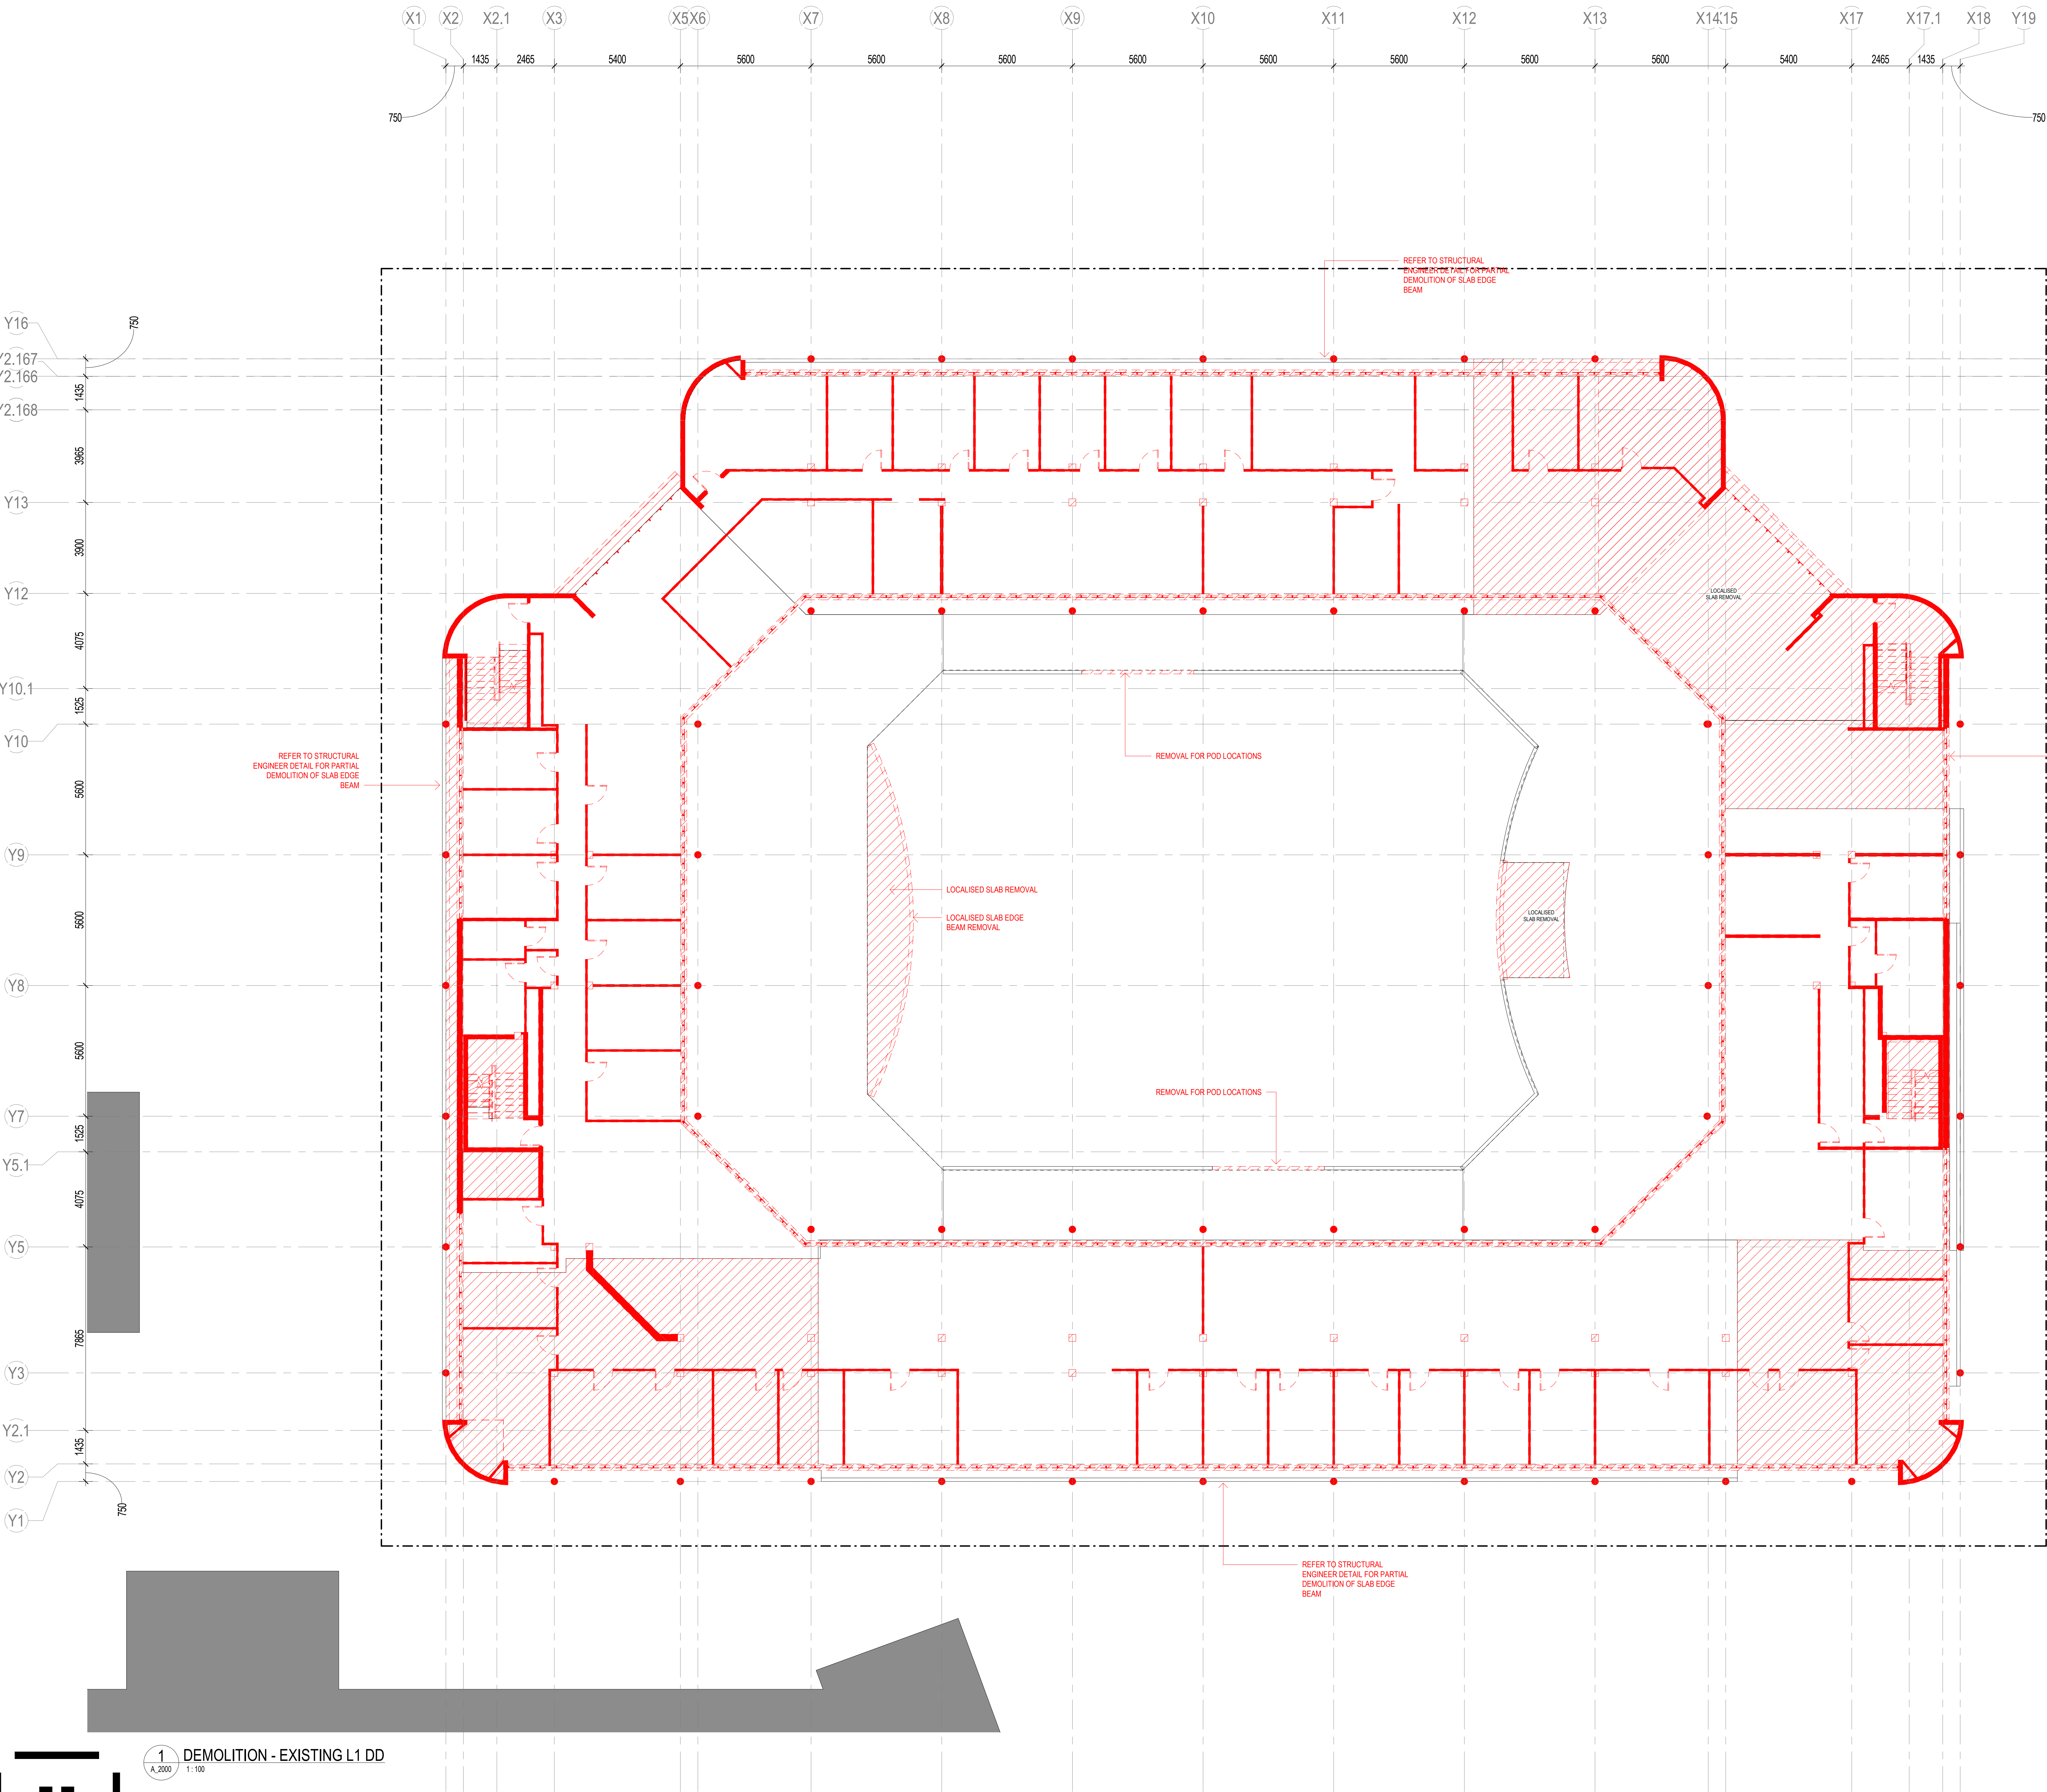 X1 X2 X2.1 X3 X5 X6 X7 X8 X9 X10 X11 X12 X13 X14 X15 X17 X17.1 X18 Y19
1435 2465 5400 5600 5600 5600 5600 5600 5600 5600 5600 5400 2465 1435
750
750
REFER TO STRUCTURAL
ENGINEER DETAIL FOR PARTIAL
DEMOLITION OF SLAB EDGE
BEAM
Y16
750
Y2.167
Y2.166
1435
Y2.168
3965
Y13
3900
Y12
LOCALISED
SLAB REMOVAL
4075
Y10.1
1525
Y10
REFER TO STRUCTURAL
ENGINEER DETAIL FOR PARTIAL
DEMOLITION OF SLAB EDGE
BEAM
REMOVAL FOR POD LOCATIONS
5600
Y9
LOCALISED SLAB REMOVAL
LOCALISED SLAB EDGE
BEAM REMOVAL
LOCALISED
SLAB REMOVAL
5600
Y8
5600
REMOVAL FOR POD LOCATIONS
Y7
1525
Y5.1
4075
Y5
7865
Y3
Y2.1
1435
Y2
750
Y1
REFER TO STRUCTURAL
ENGINEER DETAIL FOR PARTIAL
DEMOLITION OF SLAB EDGE
BEAM
1 DEMOLITION - EXISTING L1 DD
A_2000 1 : 100